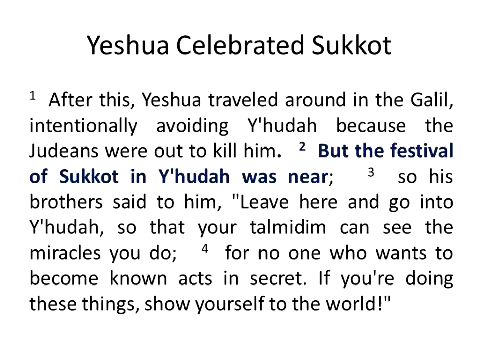 Yeshua Celebrated Sukkot
1 After this, Yeshua traveled around in the Galil,
intentionally avoiding Y'hudah because the
Judeans were out to kill him. 2 But the festival
of Sukkot in Y'hudah was near; 3 so his
brothers said to him, "Leave here and go into
Y'hudah, so that your talmidim can see the
miracles you do; 4 for no one who wants to
become known acts in secret. If you're doing
these things, show yourself to the world!"